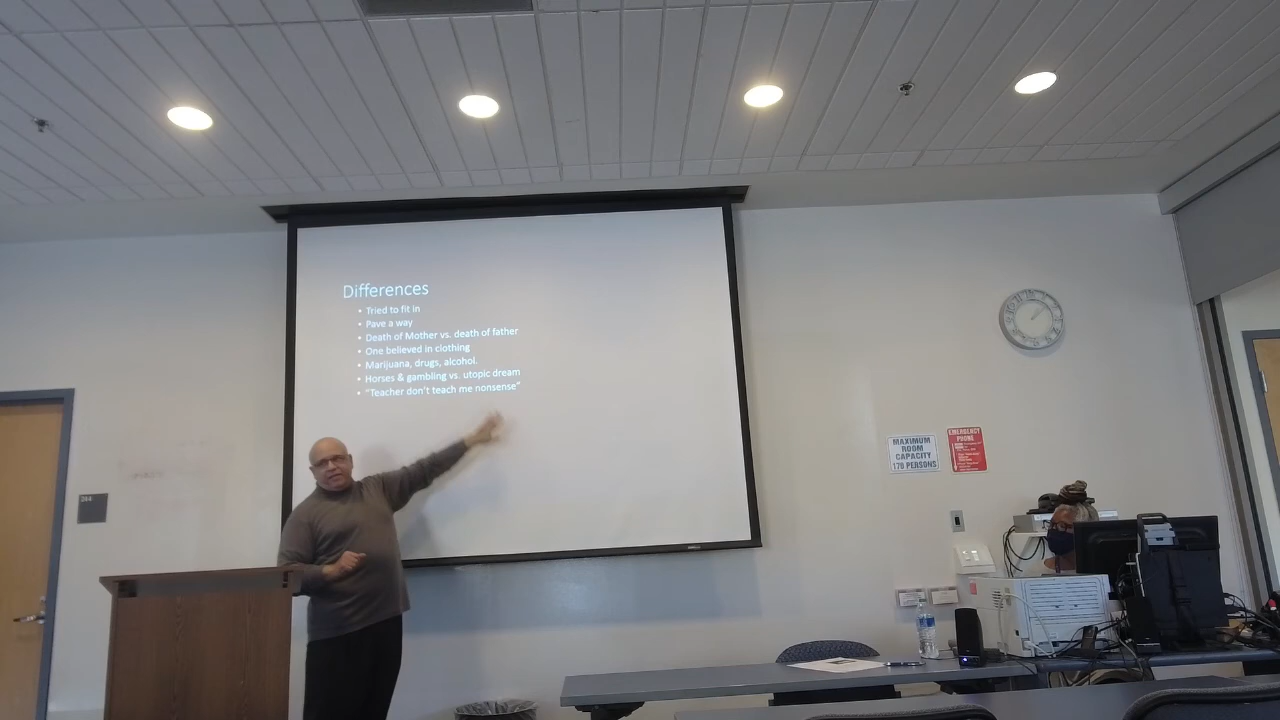 Differences
• Tried to fit in
• Pave a way
• Death of Mother vs. death of father
• One believed in clothing
• Marijuana, drugs, alcohol.
• Horses & gambling vs. utopic dream
• "Teacher don't teach me nonsense"
MAXIMUM
ROOM
CAPACITY
178 PERSONS
EMERGENCY
PHONE